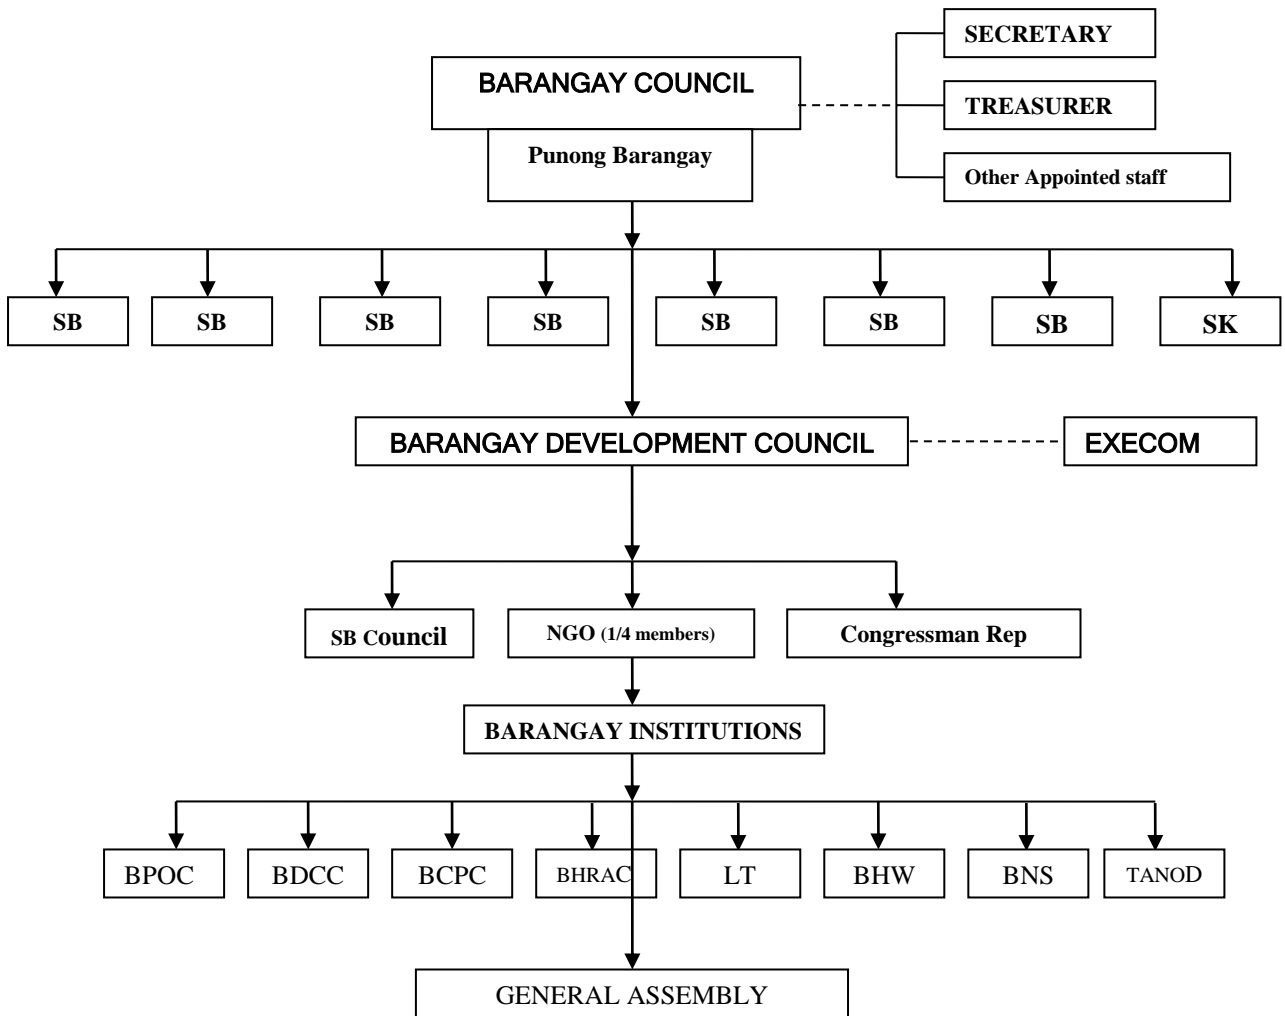 SECRETARY
BARANGAY COUNCIL
TREASURER
Punong Barangay
Other Appointed staff
SB
SB
SB
SB
SB
SB
SB
SK
BARANGAY DEVELOPMENT COUNCIL
EXECOM
SB Council
NGO (1/4 members)
Congressman Rep
BARANGAY INSTITUTIONS
BPOC
BDCC
BCPC
BHRAC
LT
BHW
BNS
TANOD
GENERAL ASSEMBLY